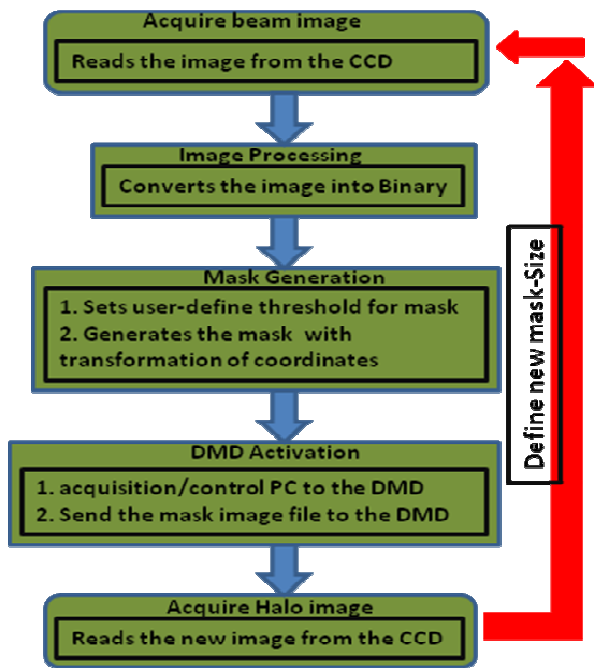 Acquire beam image
Reads the image from the CCD
Image Processing
Converts the image into Binary
Mask Generation
1. Sets user-define threshold for mask
2. Generates the mask with
transformation of coordinates
DMD Activation
1. acquisition/control PC to the DMD
2. Send the mask image file to the DMD
Acquire Halo image
Reads the new image from the CCD
Define new mask-Size